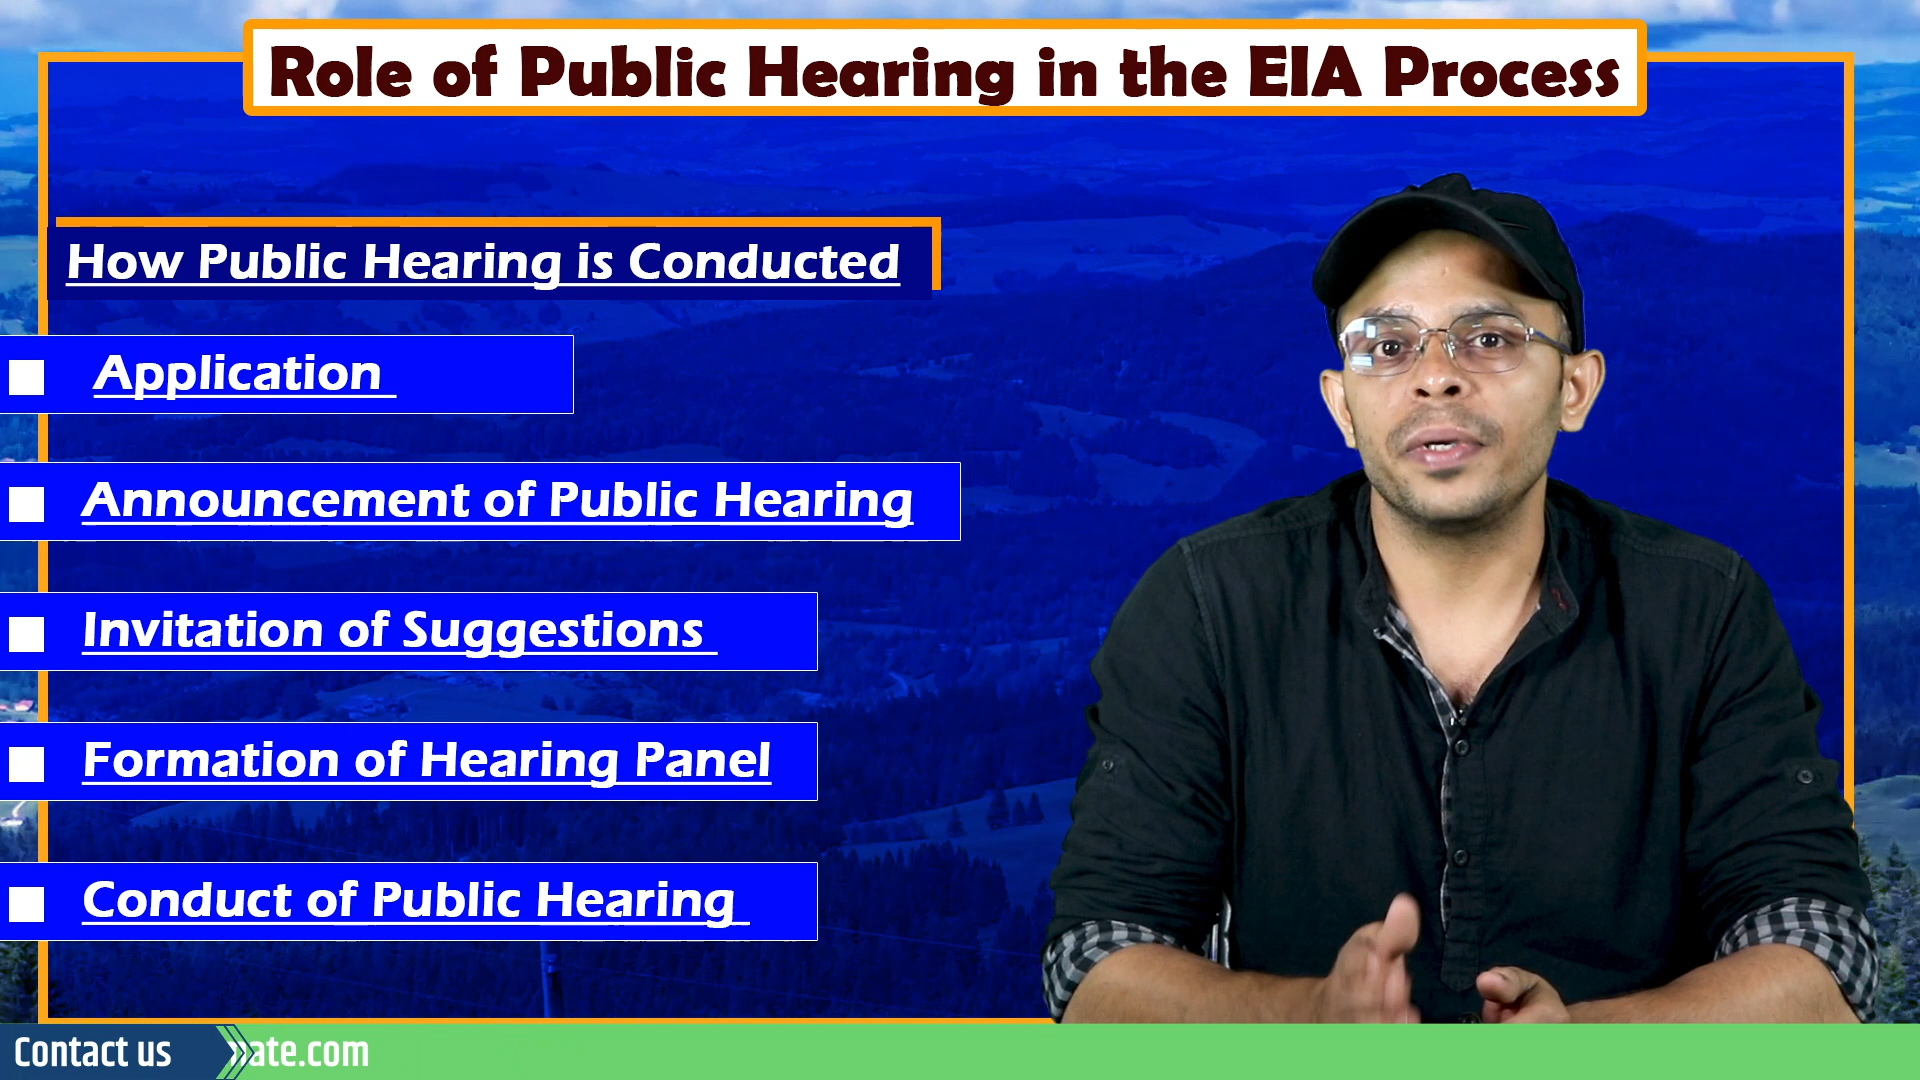 Role of Public Hearing in the EIA Process
How Public Hearing is Conducted
Application
Announcement of Public Hearing
Invitation of Suggestions
Formation of Hearing Panel
Conduct of Public Hearing
Contact us
ate.com